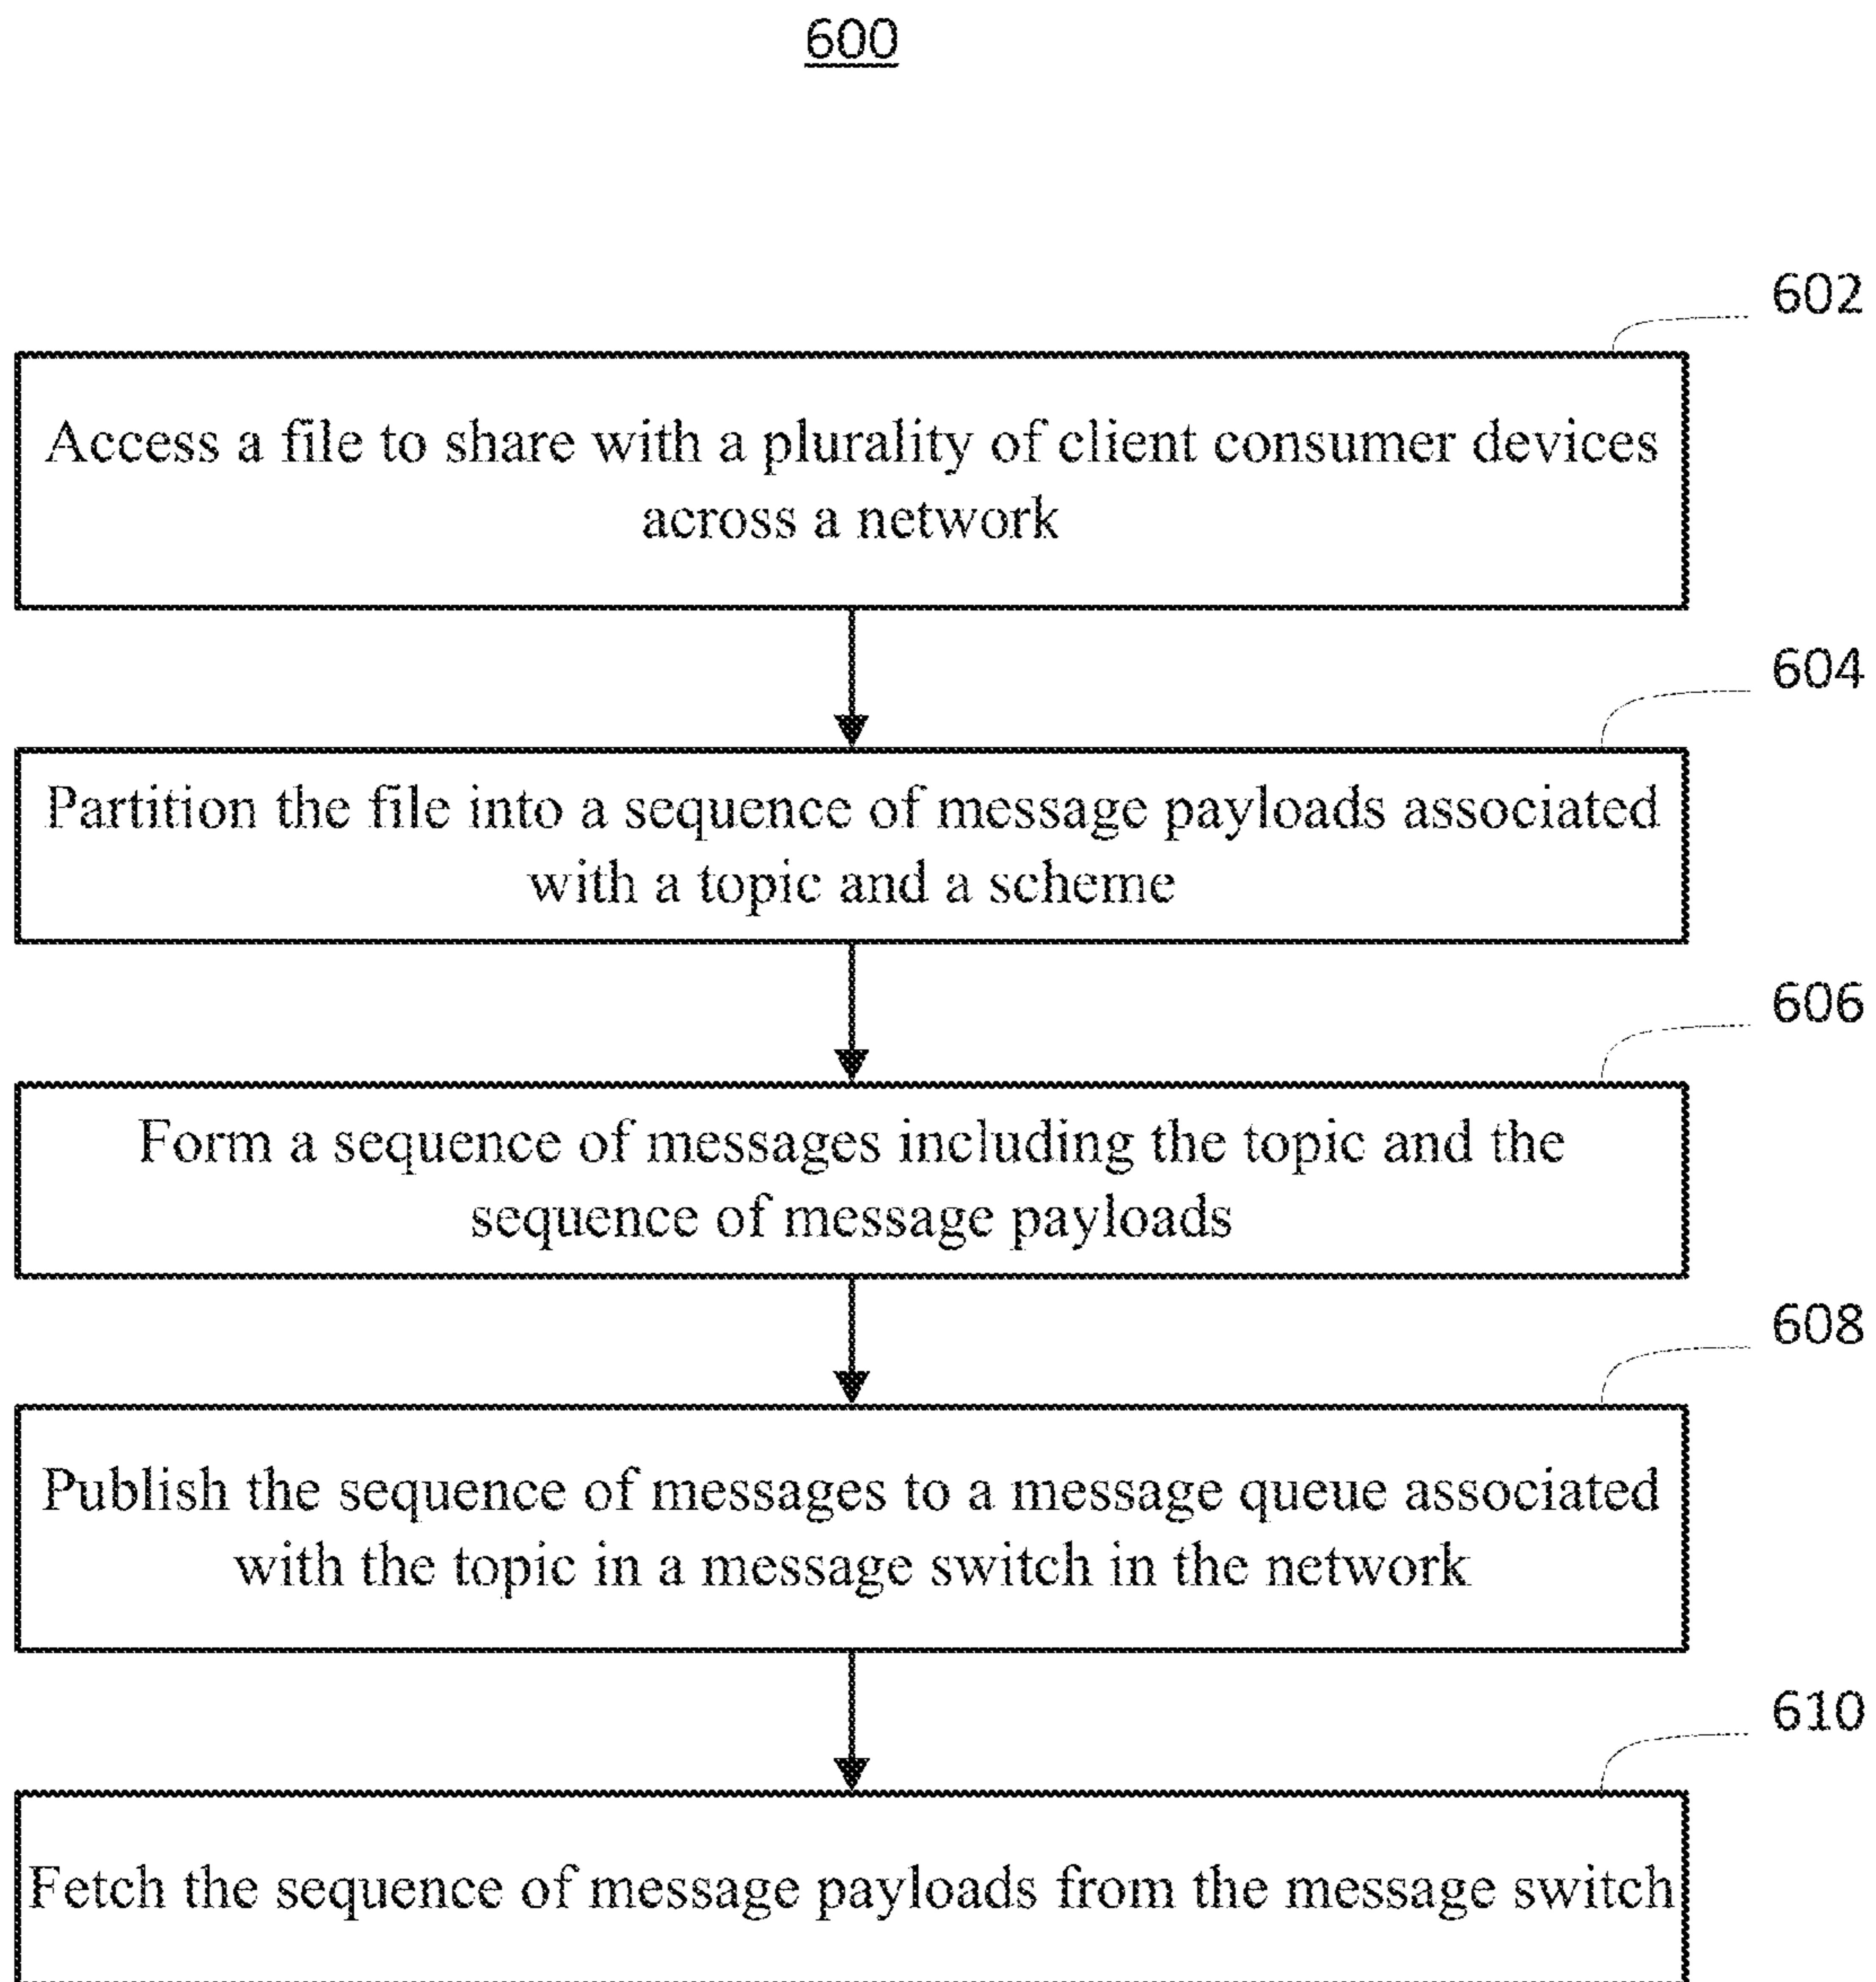 600
602
Access a file to share with a plurality of client consumer devices
across a network
604
Partition the file into a sequence of message payloads associated
with a topic and a scheme
606
Form a sequence of messages including the topic and the
sequence of message payloads
608
Publish the sequence of messages to a message queue associated
with the topic in a message switch in the network
610
Fetch the sequence of message payloads from the message switch